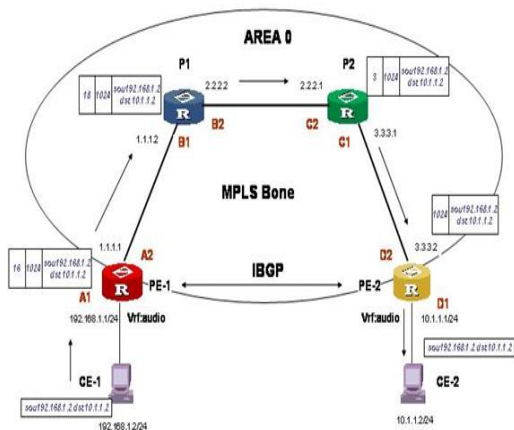 AREA 0
P1
P2
18 1024 sou192.168.1.2
dst10.1.1.2
2.2.2.2
2.2.2.1
3 1024 sou192.168.1.2
dst 10.1.1.2
R
R
B2
C2
B1
C1
1.1.1.2
3.3.3.1
MPLS Bone
1024 sou192.168.1.2
dst10.1.1.2
16 1024 sou192.168.1.2
dst10.1.1.2
1.1.1.1
3.3.3.2
A2
D2
IBGP
R
PE-1
PE-2
R
A1
D1
192.168.1.1/24
Vrf:audio
Vrf:audio
10.1.1.1/24
sou192.168.1.2 dst10.1.1.2
CE-1
CE-2
sou192.168.1.2 dst10.1.1.2
192.168.1.2/24
10.1.1.2/24